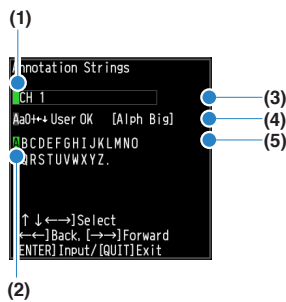 (1)
Annotation Strings
CH 1
(3)
AaO++↔ User OK [Alph Big]
(4)
ABCDEFGHIJKLMNO
(5)
QRSTUVWXYZ.
↑↓←→]Select
←←]Back, [→→]Forward
ENTER]Input/[QUIT]Exit
(2)